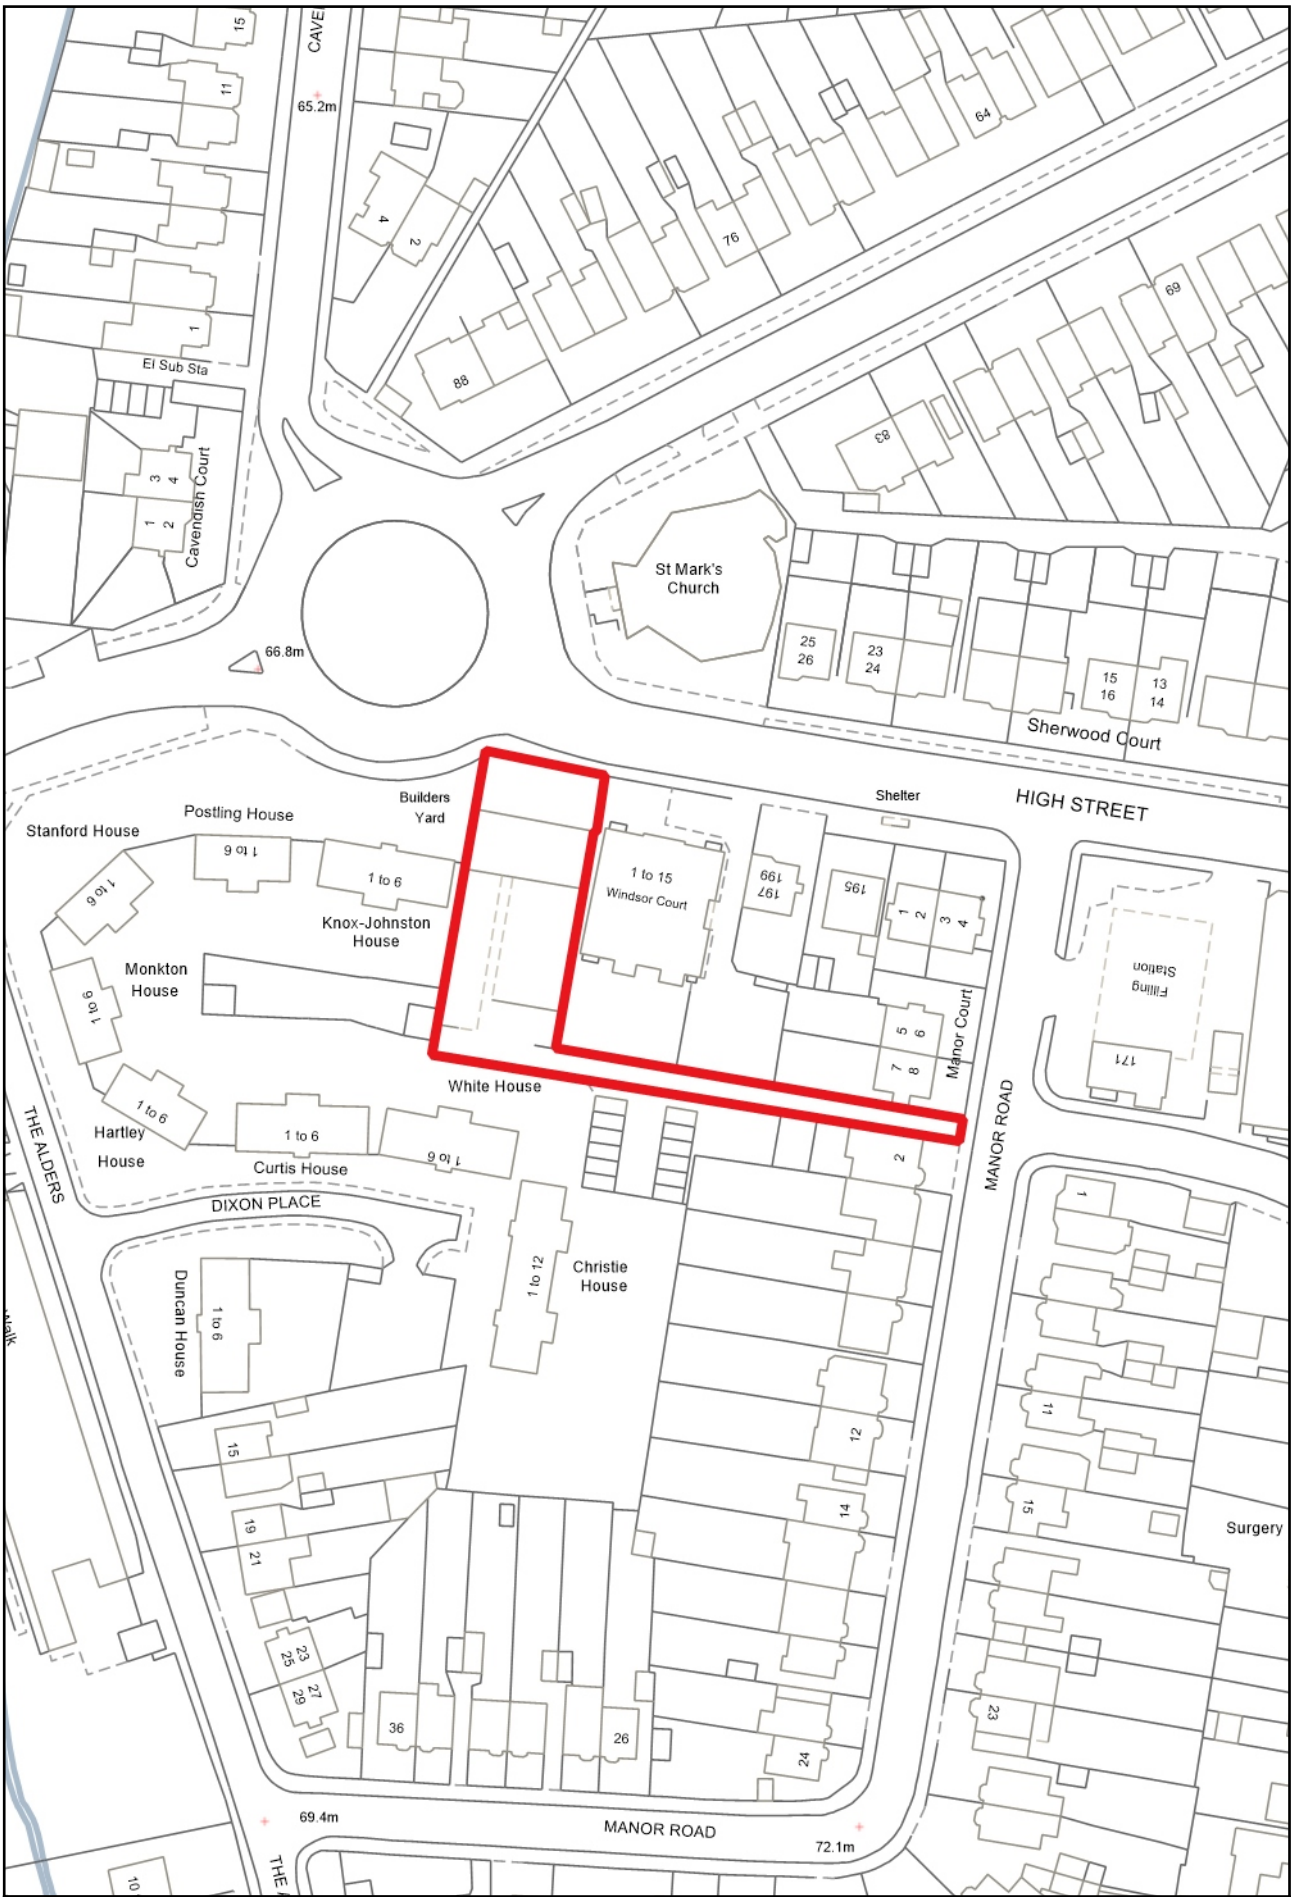 15
CAVE
11
65.2m
64
4
2
76
1
69
El Sub Sta
88
83
3
4
1
2
Cavendish Court
St Mark's
Church
66.8m
25
26
23
24
15
16
13
14
Sherwood Court
HIGH STREET
Builders
Yard
Shelter
Postling House
Stanford House
1 to 6
1 to 6
1 to 6
1 to 15
Windsor Court
199
197
195
1
2
3
4
Knox-Johnston
House
Monkton
House
1 to 6
Filling
Station
Manor Court
5
6
7
8
171
White House
1 to 6
Hartley
House
1 to 6
Curtis House
1 to 6
2
MANOR ROAD
THE ALDERS
DIXON PLACE
1
Christie
House
1 to 12
Duncan House
1 to 6
Walk
11
12
15
14
15
Surgery
19
21
23
25
27
29
23
36
26
24
69.4m
MANOR ROAD
72.1m
THE A
10